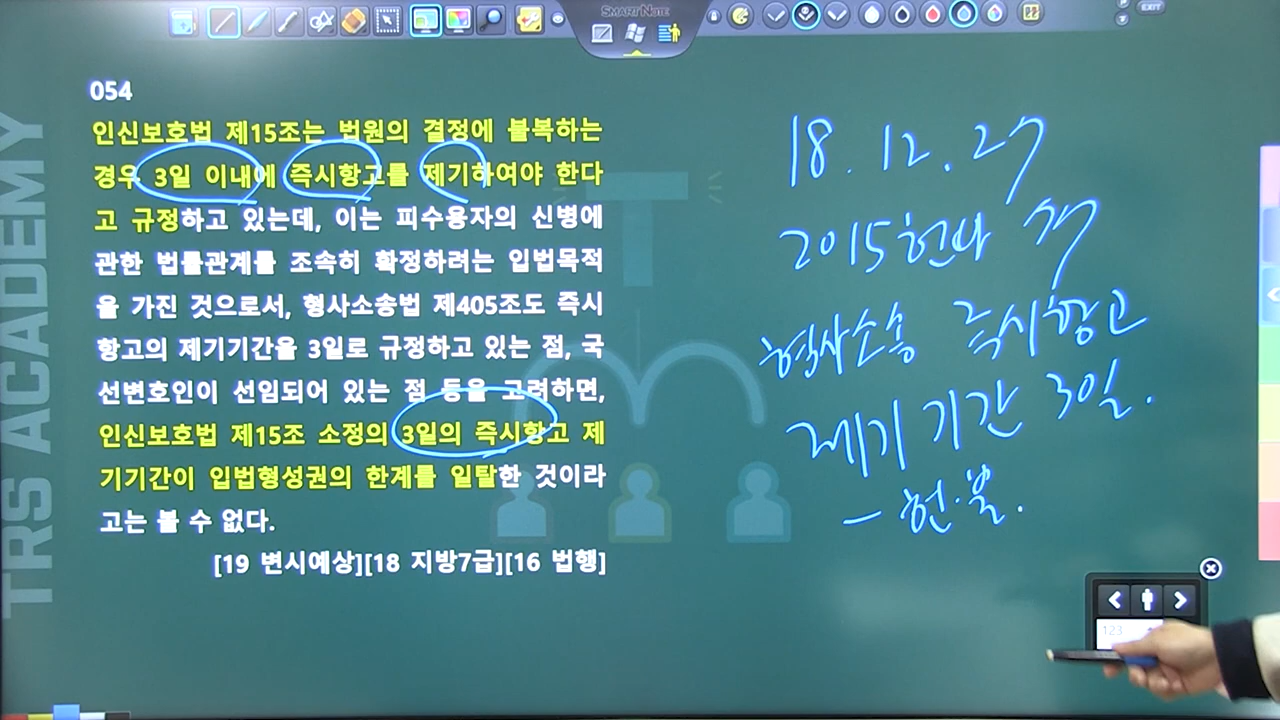 SMARTNOTE
EXIT
TRS ACADEMY
054
인신보호법 제15조는 법원의 결정에 불복하는
경우 3일 이내에 즉시항고를 제기하여야 한다
고 규정하고 있는데, 이는 피수용자의 신병에
관한 법률관계를 조속히 확정하려는 입법목적
을 가진 것으로서, 형사소송법 제405조도 즉시
항고의 제기기간을 3일로 규정하고 있는 점, 국
선변호인이 선임되어 있는 점 등을 고려하면,
인신보호법 제15조 소정의 3일의 즉시항고 제
기기간이 입법형성권의 한계를 일탈한 것이라
고는 볼 수 없다.
[19 변시예상][18 지방7급][16 법행]
18. 12. 27
2015헌바 77
형사소송 즉시항고
제기기간 3일.
- 헌·불.
123